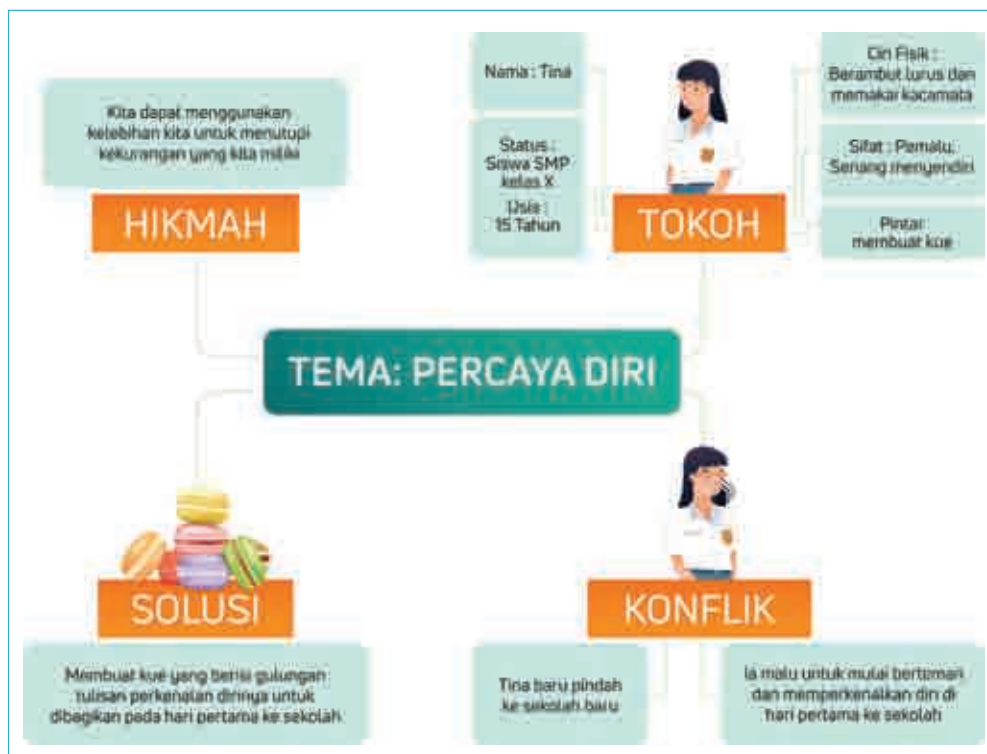 Kita dapat menggunakan
kelebihan kita untuk menutupi
kekurangan yang kita miliki
HIKMAH
Nama : Tina
Status :
Siswa SMP
kelas X
Usia :
15 Tahun
TOKOH
Ciri Fisik :
Berambut lurus dan
memakai kacamata
Sifat : Pemalu,
Senang menyendiri
Pintar
membuat kue
TEMA: PERCAYA DIRI
SOLUSI
Membuat kue yang berisi gulungan
tulisan perkenalan dirinya untuk
dibagikan pada hari pertama ke sekolah
KONFLIK
Tina baru pindah
ke sekolah baru
Ia malu untuk mulai berteman
dan memperkenalkan diri di
hari pertama ke sekolah